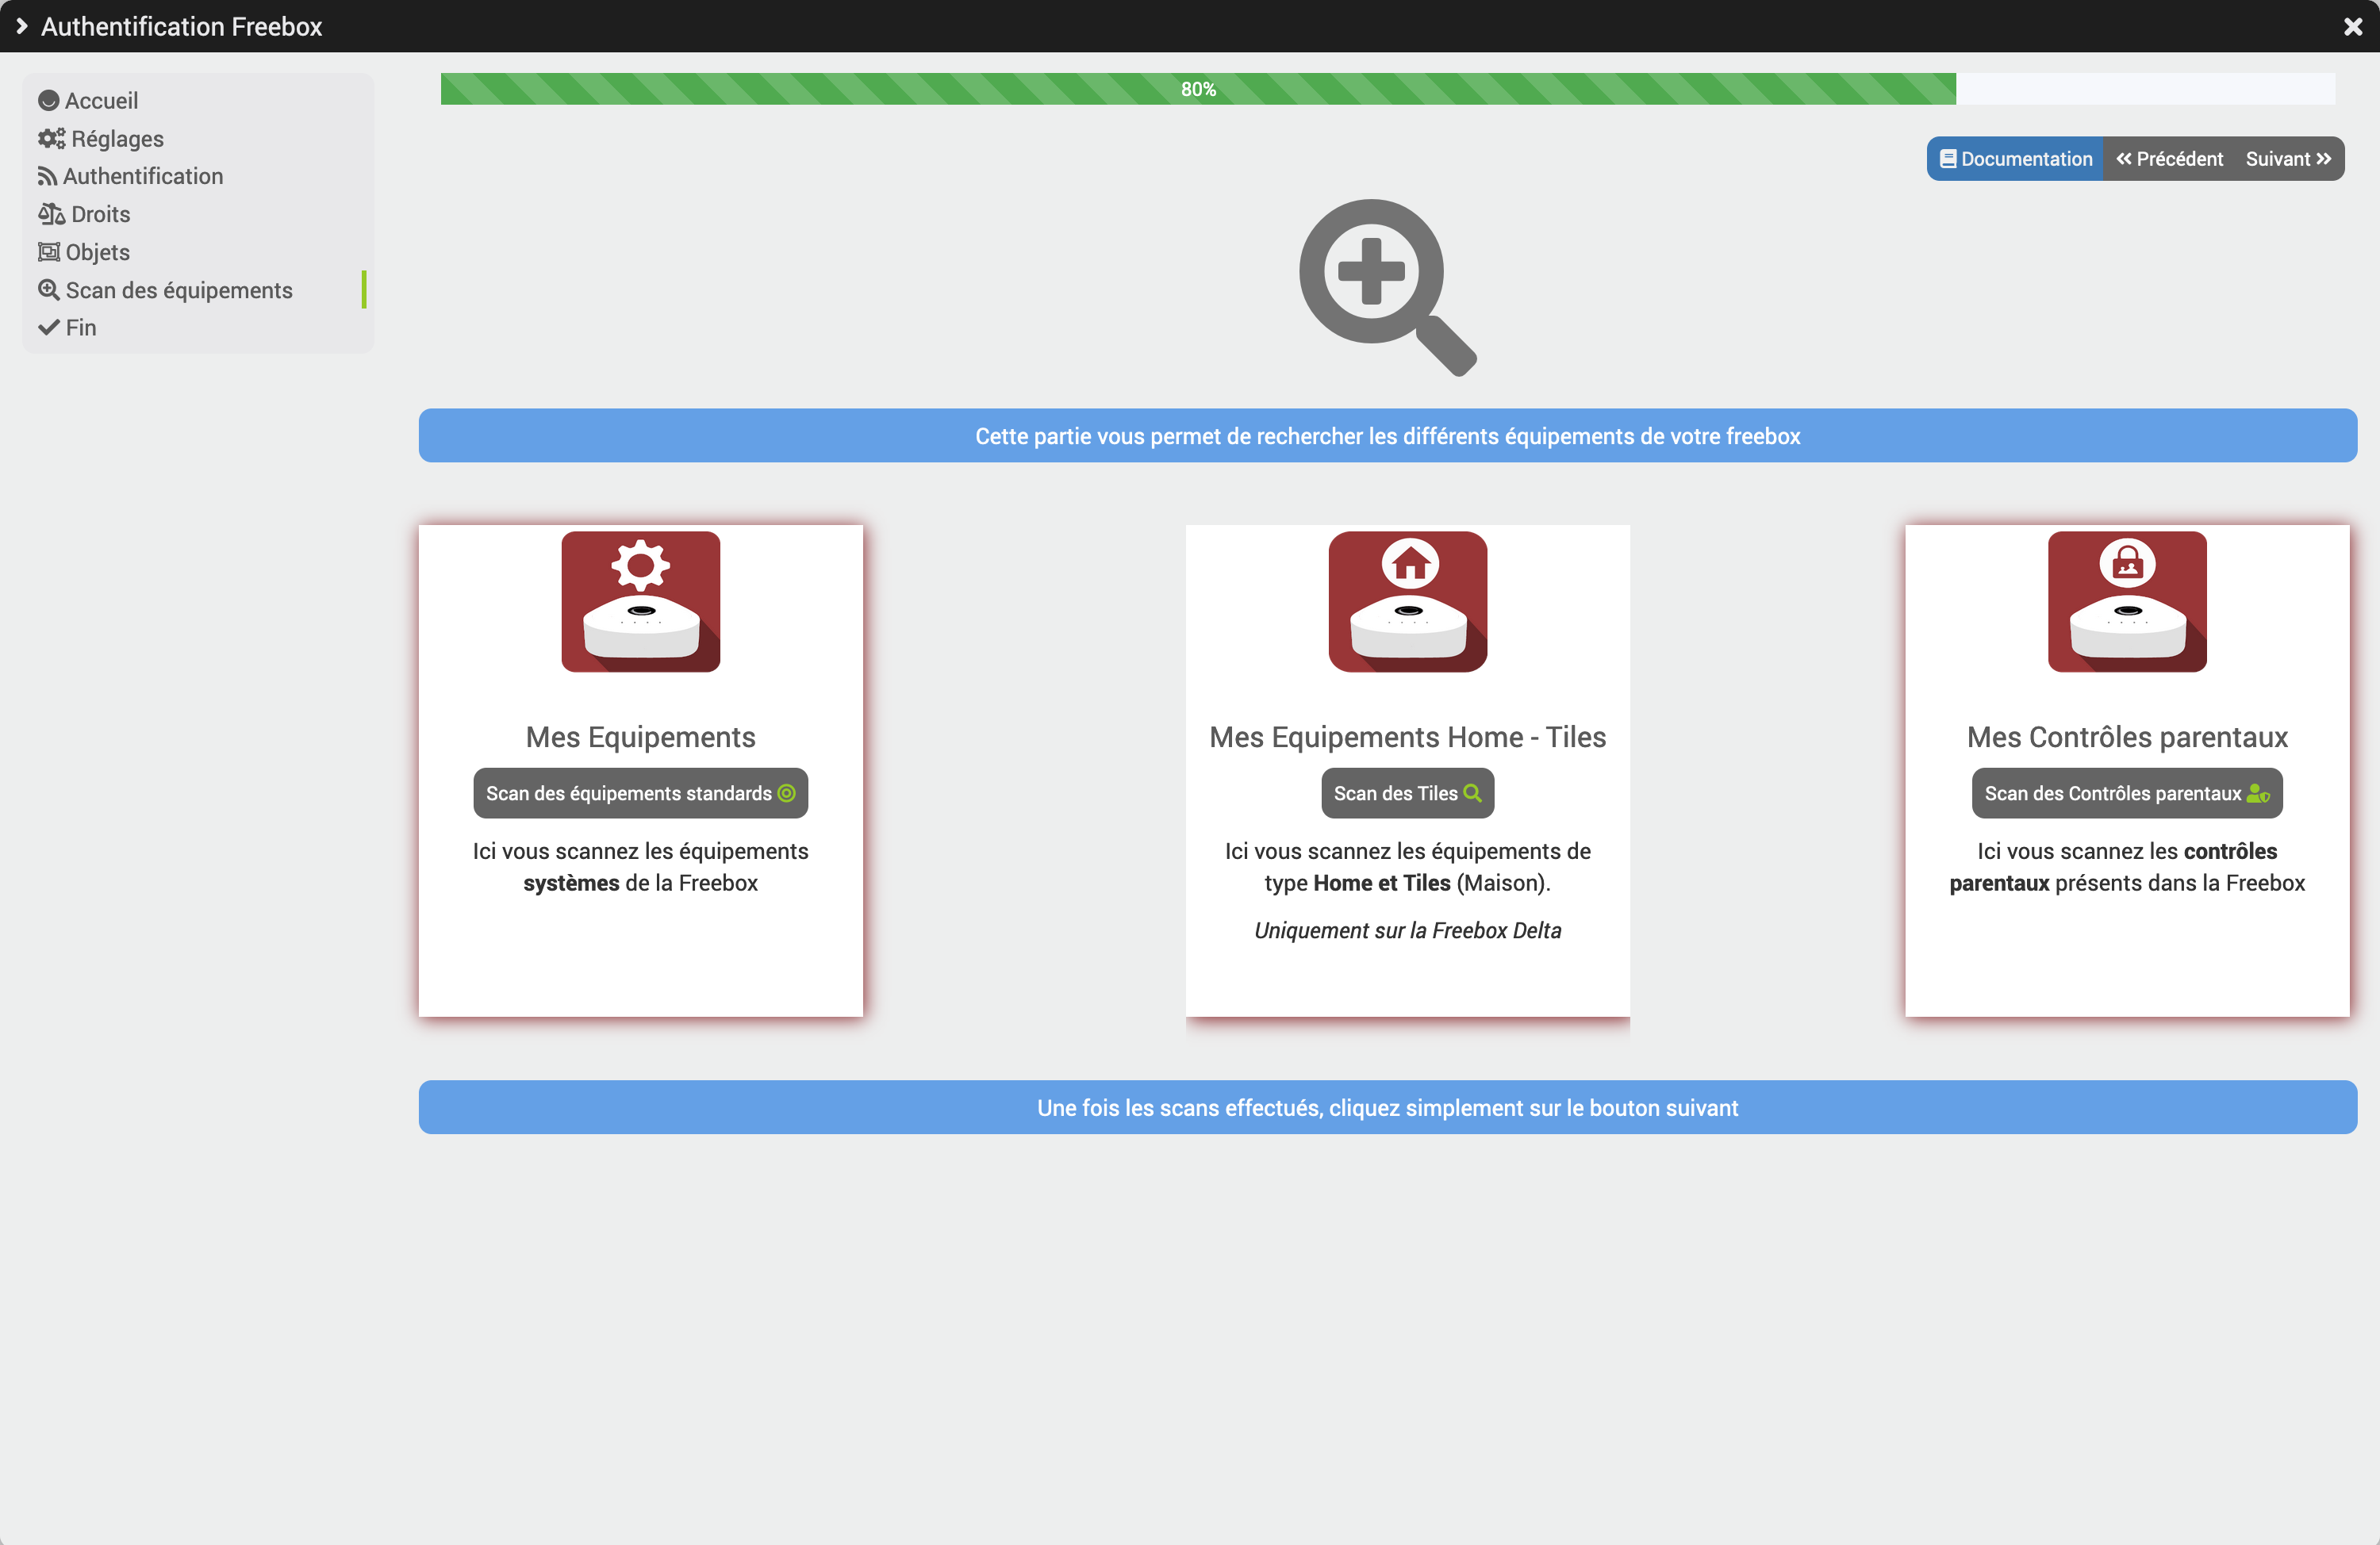 Authentification Freebox
Accueil
Réglages
Authentification
Droits
Objets
Scan des équipements
Fin
80%
Documentation
Précédent
Suivant
Cette partie vous permet de rechercher les différents équipements de votre freebox
Mes Equipements
Scan des équipements standards
Ici vous scannez les équipements
systèmes de la Freebox
Mes Equipements Home - Tiles
Scan des Tiles
Ici vous scannez les équipements de
type Home et Tiles (Maison).
Uniquement sur la Freebox Delta
Mes Contrôles parentaux
Scan des Contrôles parentaux
Ici vous scannez les contrôles
parentaux présents dans la Freebox
Une fois les scans effectués, cliquez simplement sur le bouton suivant